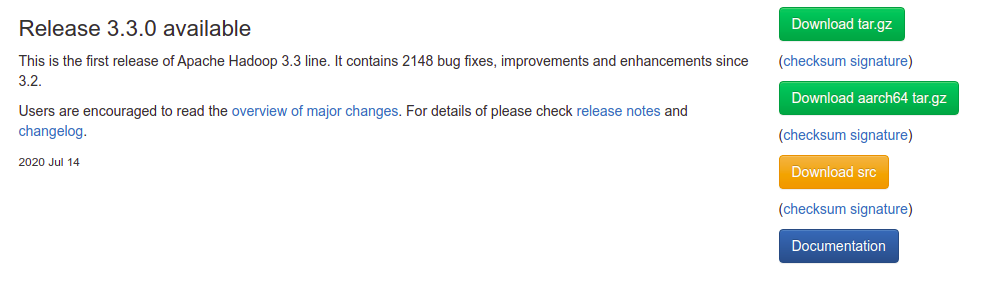 Release 3.3.0 available
This is the first release of Apache Hadoop 3.3 line. It contains 2148 bug fixes, improvements and enhancements since
3.2.
Users are encouraged to read the overview of major changes. For details of please check release notes and
changelog.
2020 Jul 14
Download tar.gz
(checksum signature)
Download aarch64 tar.gz
(checksum signature)
Download src
(checksum signature)
Documentation